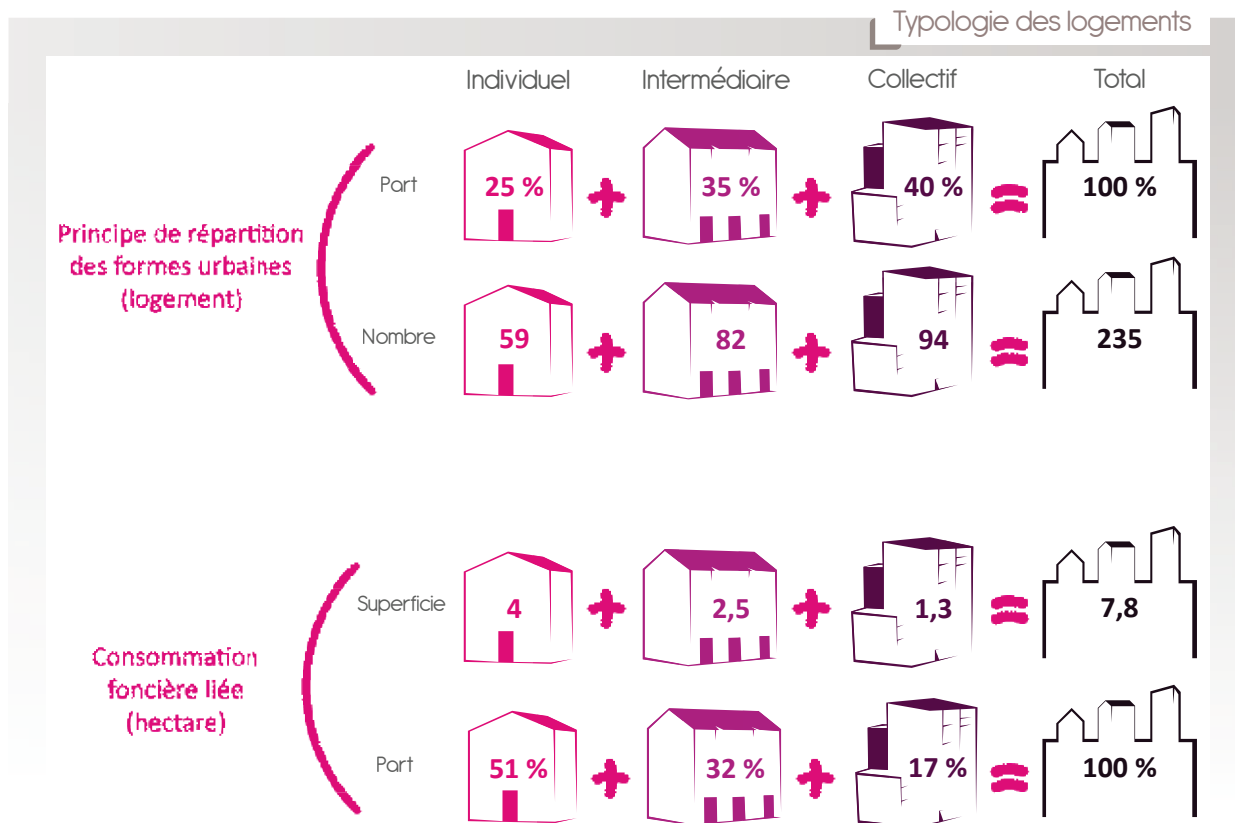 Typologie des logements
Individuel Intermédiaire Collectif Total
Part
25 % 35 % 40 % 100 %
Principe de répartition
des formes urbaines
(logement)
Nombre
59 82 94 235
Superficie
4 2,5 1,3 7,8
Consommation
foncière liée
(hectare)
Part
51 % 32 % 17 % 100 %